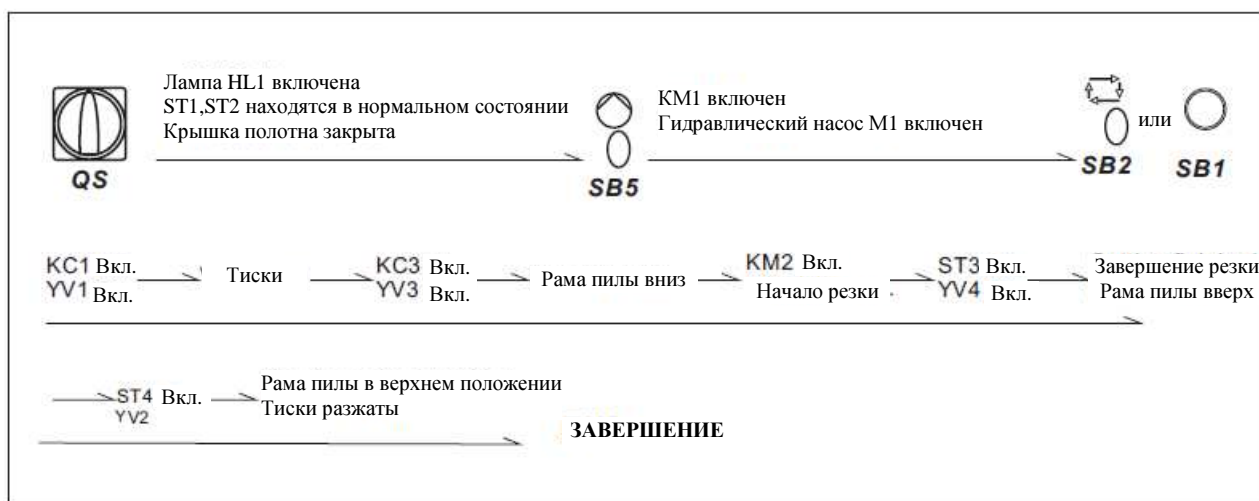 Лампа HL1 включена
ST1,ST2 находятся в нормальном состоянии
Крышка полотна закрыта
QS
SB5
КМ1 включен
Гидравлический насос М1 включен
или
SB2 SB1
KC1 Вкл.
YV1 Вкл.
Тиски
KC3 Вкл.
YV3 Вкл.
Рама пилы вниз
KM2 Вкл.
Начало резки
ST3 Вкл.
YV4 Вкл.
Завершение резки
Рама пилы вверх
ST4 Вкл.
YV2
Рама пилы в верхнем положении
Тиски разжаты
ЗАВЕРШЕНИЕ